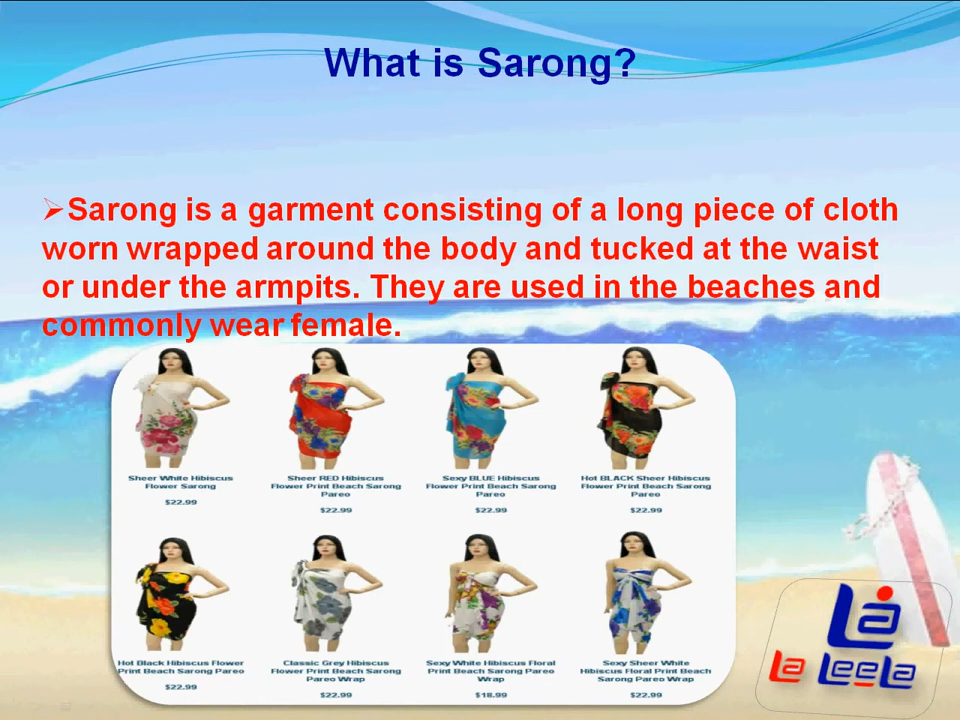 What is Sarong?
➢Sarong is a garment consisting of a long piece of cloth
worn wrapped around the body and tucked at the waist
or under the armpits. They are used in the beaches and
commonly wear female.
Sheer White Hibiscus
Flower Sarong
$22.99
Sheer RED Hibiscus
Flower Print Beach Sarong
Pareo
$22.99
Sexy BLUE Hibiscus
Flower Print Beach Sarong
Pareo
$22.99
Hot BLACK Sheer Hibiscus
Flower Print Beach Sarong
Pareo
$22.99
Hot Black Hibiscus Flower
Print Beach Sarong Pareo
$22.99
Classic Grey Hibiscus
Flower Print Beach Sarong
Pareo Wrap
$22.99
Sexy White Hibiscus Floral
Print Beach Sarong Pareo
Wrap
$18.99
Sexy Sheer White
Hibiscus Floral Print Beach
Sarong Pareo Wrap
$22.99
La
La Leela